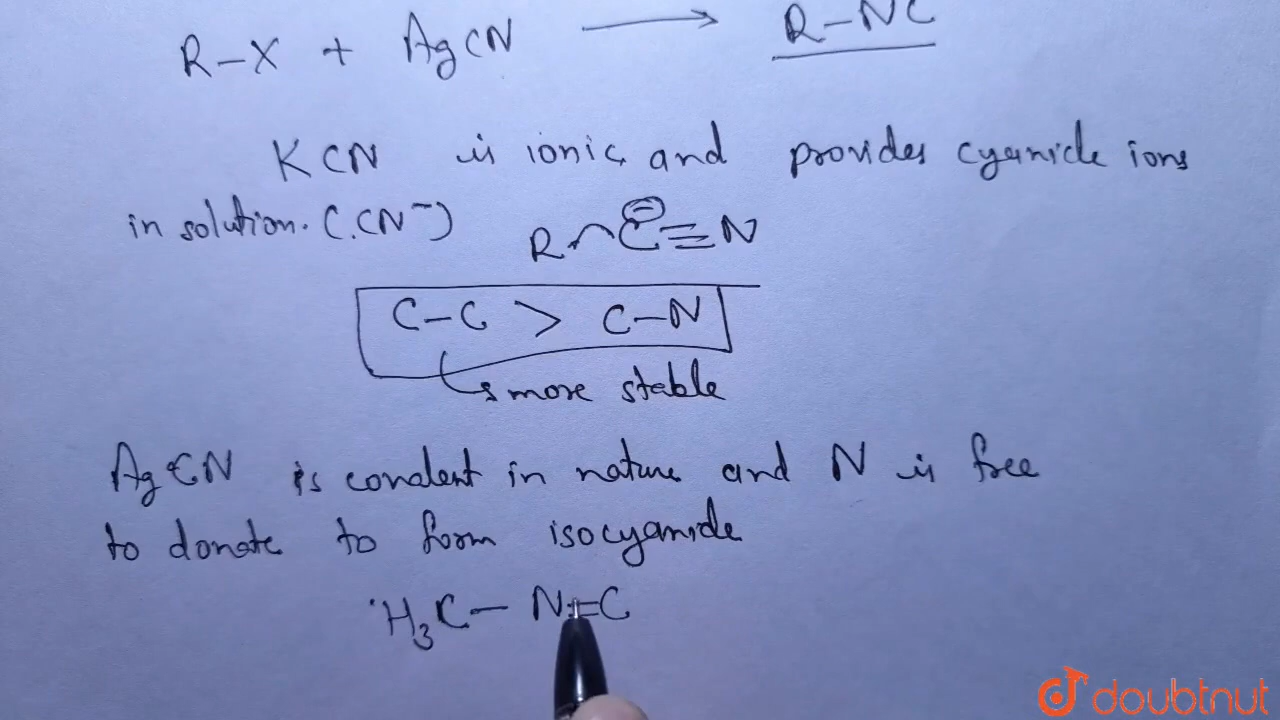 R-X + AgCN → R-NC
KCN is ionic and provides cyanide ions
in solution. (:CN⁻)
R-C⊖≡N
C-C > C-N
↳ more stable
AgCN is covalent in nature and N is free
to donate to form isocyanide
H₃C-N=C
doubtnut